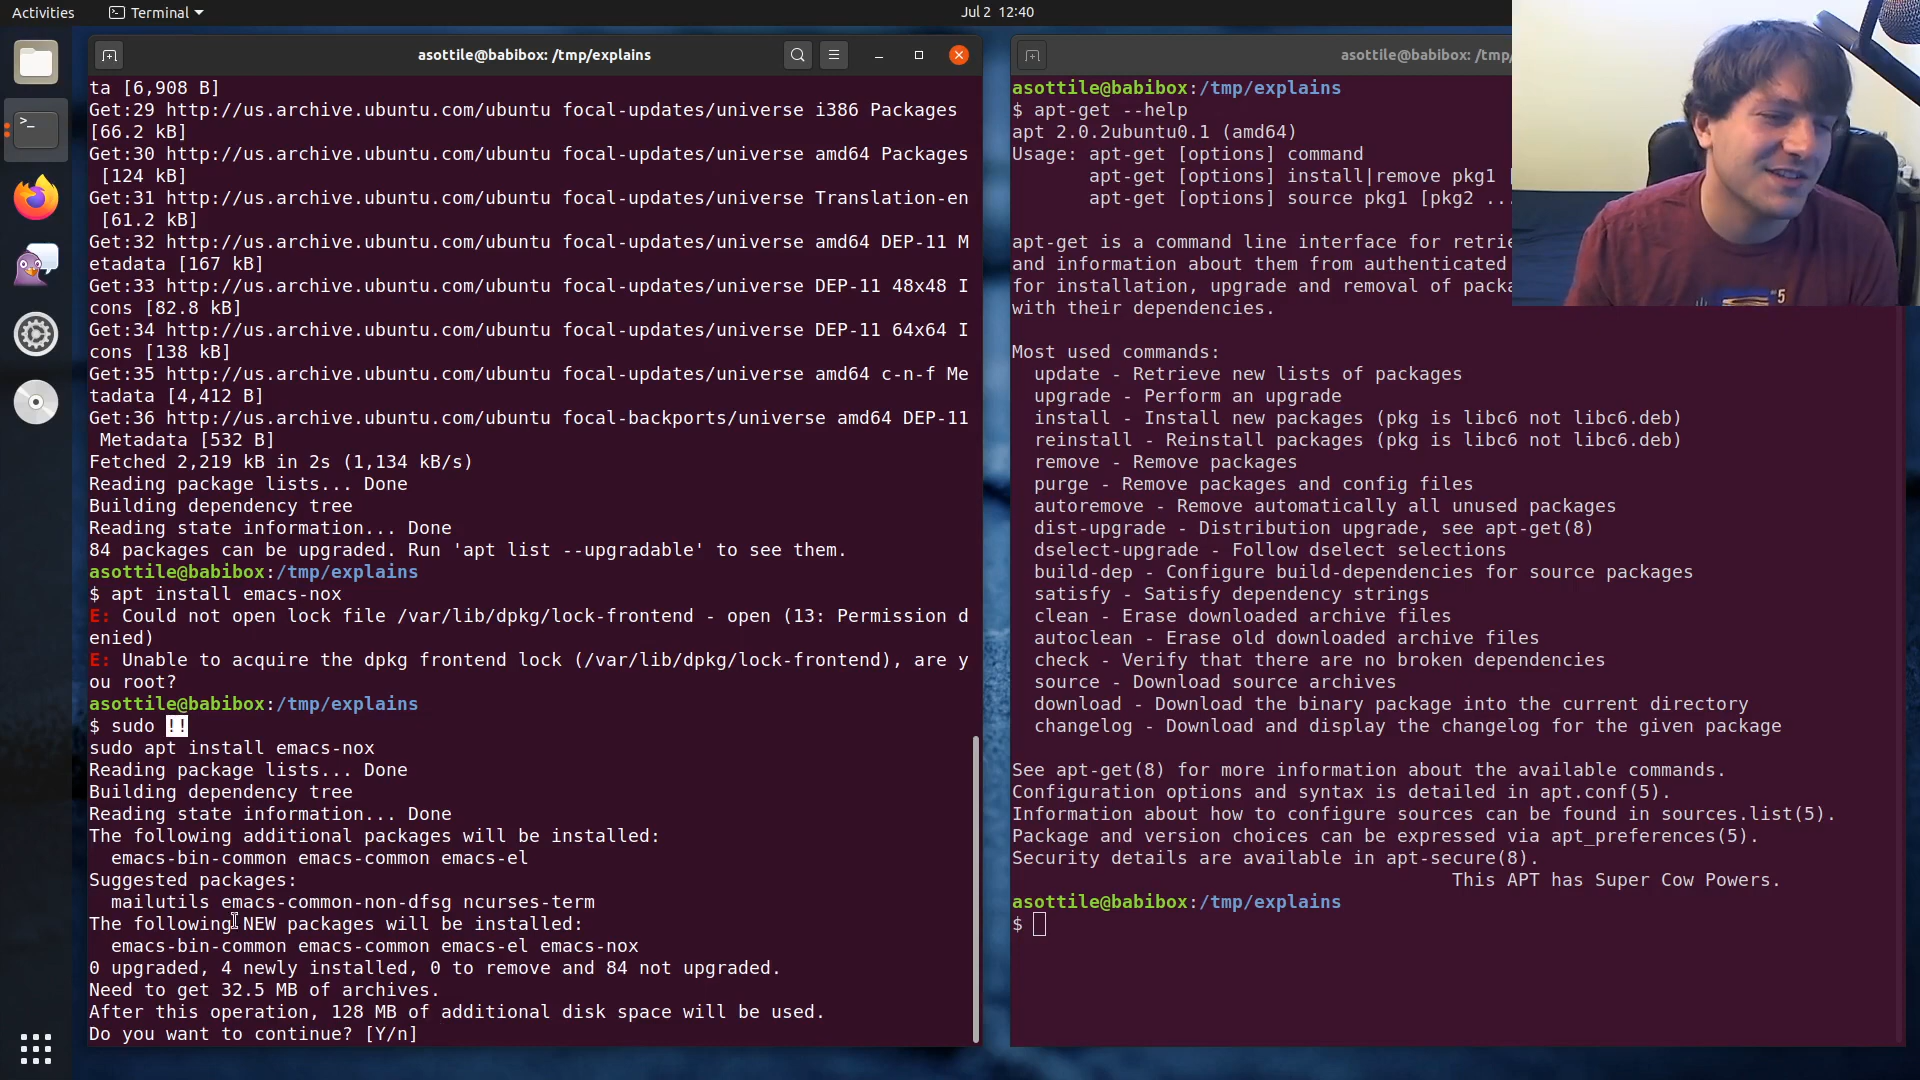 Activities
Terminal
Jul 2 12:40
asottile@babibox: /tmp/explains
ta [6,908 B]
Get:29 http://us.archive.ubuntu.com/ubuntu focal-updates/universe i386 Packages
[66.2 kB]
Get:30 http://us.archive.ubuntu.com/ubuntu focal-updates/universe amd64 Packages
[124 kB]
Get:31 http://us.archive.ubuntu.com/ubuntu focal-updates/universe Translation-en
[61.2 kB]
Get:32 http://us.archive.ubuntu.com/ubuntu focal-updates/universe amd64 DEP-11 M
etadata [167 kB]
Get:33 http://us.archive.ubuntu.com/ubuntu focal-updates/universe DEP-11 48x48 I
cons [82.8 kB]
Get:34 http://us.archive.ubuntu.com/ubuntu focal-updates/universe DEP-11 64x64 I
cons [138 kB]
Get:35 http://us.archive.ubuntu.com/ubuntu focal-updates/universe amd64 c-n-f Me
tadata [4,412 B]
Get:36 http://us.archive.ubuntu.com/ubuntu focal-backports/universe amd64 DEP-11
Metadata [532 B]
Fetched 2,219 kB in 2s (1,134 kB/s)
Reading package lists... Done
Building dependency tree
Reading state information... Done
84 packages can be upgraded. Run 'apt list --upgradable' to see them.
asottile@babibox:/tmp/explains
$ apt install emacs-nox
E: Could not open lock file /var/lib/dpkg/lock-frontend - open (13: Permission d
enied)
E: Unable to acquire the dpkg frontend lock (/var/lib/dpkg/lock-frontend), are y
ou root?
asottile@babibox:/tmp/explains
$ sudo !!
sudo apt install emacs-nox
Reading package lists... Done
Building dependency tree
Reading state information... Done
The following additional packages will be installed:
emacs-bin-common emacs-common emacs-el
Suggested packages:
mailutils emacs-common-non-dfsg ncurses-term
The following NEW packages will be installed:
emacs-bin-common emacs-common emacs-el emacs-nox
0 upgraded, 4 newly installed, 0 to remove and 84 not upgraded.
Need to get 32.5 MB of archives.
After this operation, 128 MB of additional disk space will be used.
Do you want to continue? [Y/n]
asottile@babibox: /tmp/
asottile@babibox:/tmp/explains
$ apt-get --help
apt 2.0.2ubuntu0.1 (amd64)
Usage: apt-get [options] command
apt-get [options] install|remove pkg1 [
apt-get [options] source pkg1 [pkg2 ...
apt-get is a command line interface for retrie
and information about them from authenticated
for installation, upgrade and removal of packa
with their dependencies.
Most used commands:
update - Retrieve new lists of packages
upgrade - Perform an upgrade
install - Install new packages (pkg is libc6 not libc6.deb)
reinstall - Reinstall packages (pkg is libc6 not libc6.deb)
remove - Remove packages
purge - Remove packages and config files
autoremove - Remove automatically all unused packages
dist-upgrade - Distribution upgrade, see apt-get(8)
dselect-upgrade - Follow dselect selections
build-dep - Configure build-dependencies for source packages
satisfy - Satisfy dependency strings
clean - Erase downloaded archive files
autoclean - Erase old downloaded archive files
check - Verify that there are no broken dependencies
source - Download source archives
download - Download the binary package into the current directory
changelog - Download and display the changelog for the given package
See apt-get(8) for more information about the available commands.
Configuration options and syntax is detailed in apt.conf(5).
Information about how to configure sources can be found in sources.list(5).
Package and version choices can be expressed via apt_preferences(5).
Security details are available in apt-secure(8).
This APT has Super Cow Powers.
asottile@babibox:/tmp/explains
$